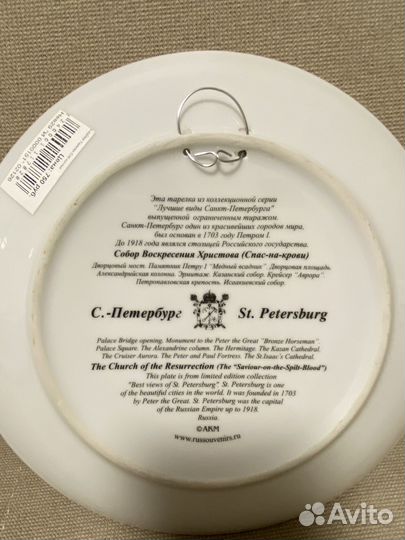 Цена: 750 руб
Эта тарелка из коллекционной серии
"Лучшие виды Санкт-Петербурга"
выпущенной ограниченным тиражом.
Санкт-Петербург один из красивейших городов мира,
был основан в 1703 году Петром I.
До 1918 года являлся столицей Российского государства.
Собор Воскресения Христова (Спас-на-крови)
Дворцовый мост. Памятник Петру I "Медный всадник". Дворцовая площадь.
Александрийская колонна. Эрмитаж. Казанский собор. Крейсер "Аврора".
Петропавловская крепость. Исаакиевский собор.
С.-Петербург St. Petersburg
Palace Bridge opening. Monument to the Peter the Great "Bronze Horseman".
Palace Square. The Alexandrine column. The Hermitage. The Kazan Cathedral.
The Cruiser Aurora. The Peter and Paul Fortress. The St.Isaac's Catedral.
The Church of the Resurrection (The "Saviour-on-the-Spilt-Blood")
This plate is from limited edition collection
"Best views of St. Petersburg". St. Petersburg is one
of the beautiful cities in the world. It was founded in 1703
by Peter the Great. St. Petersburg was the capital
of the Russian Empire up to 1918.
Russia.
©АКМ
www.russouvenirs.ru
Avito